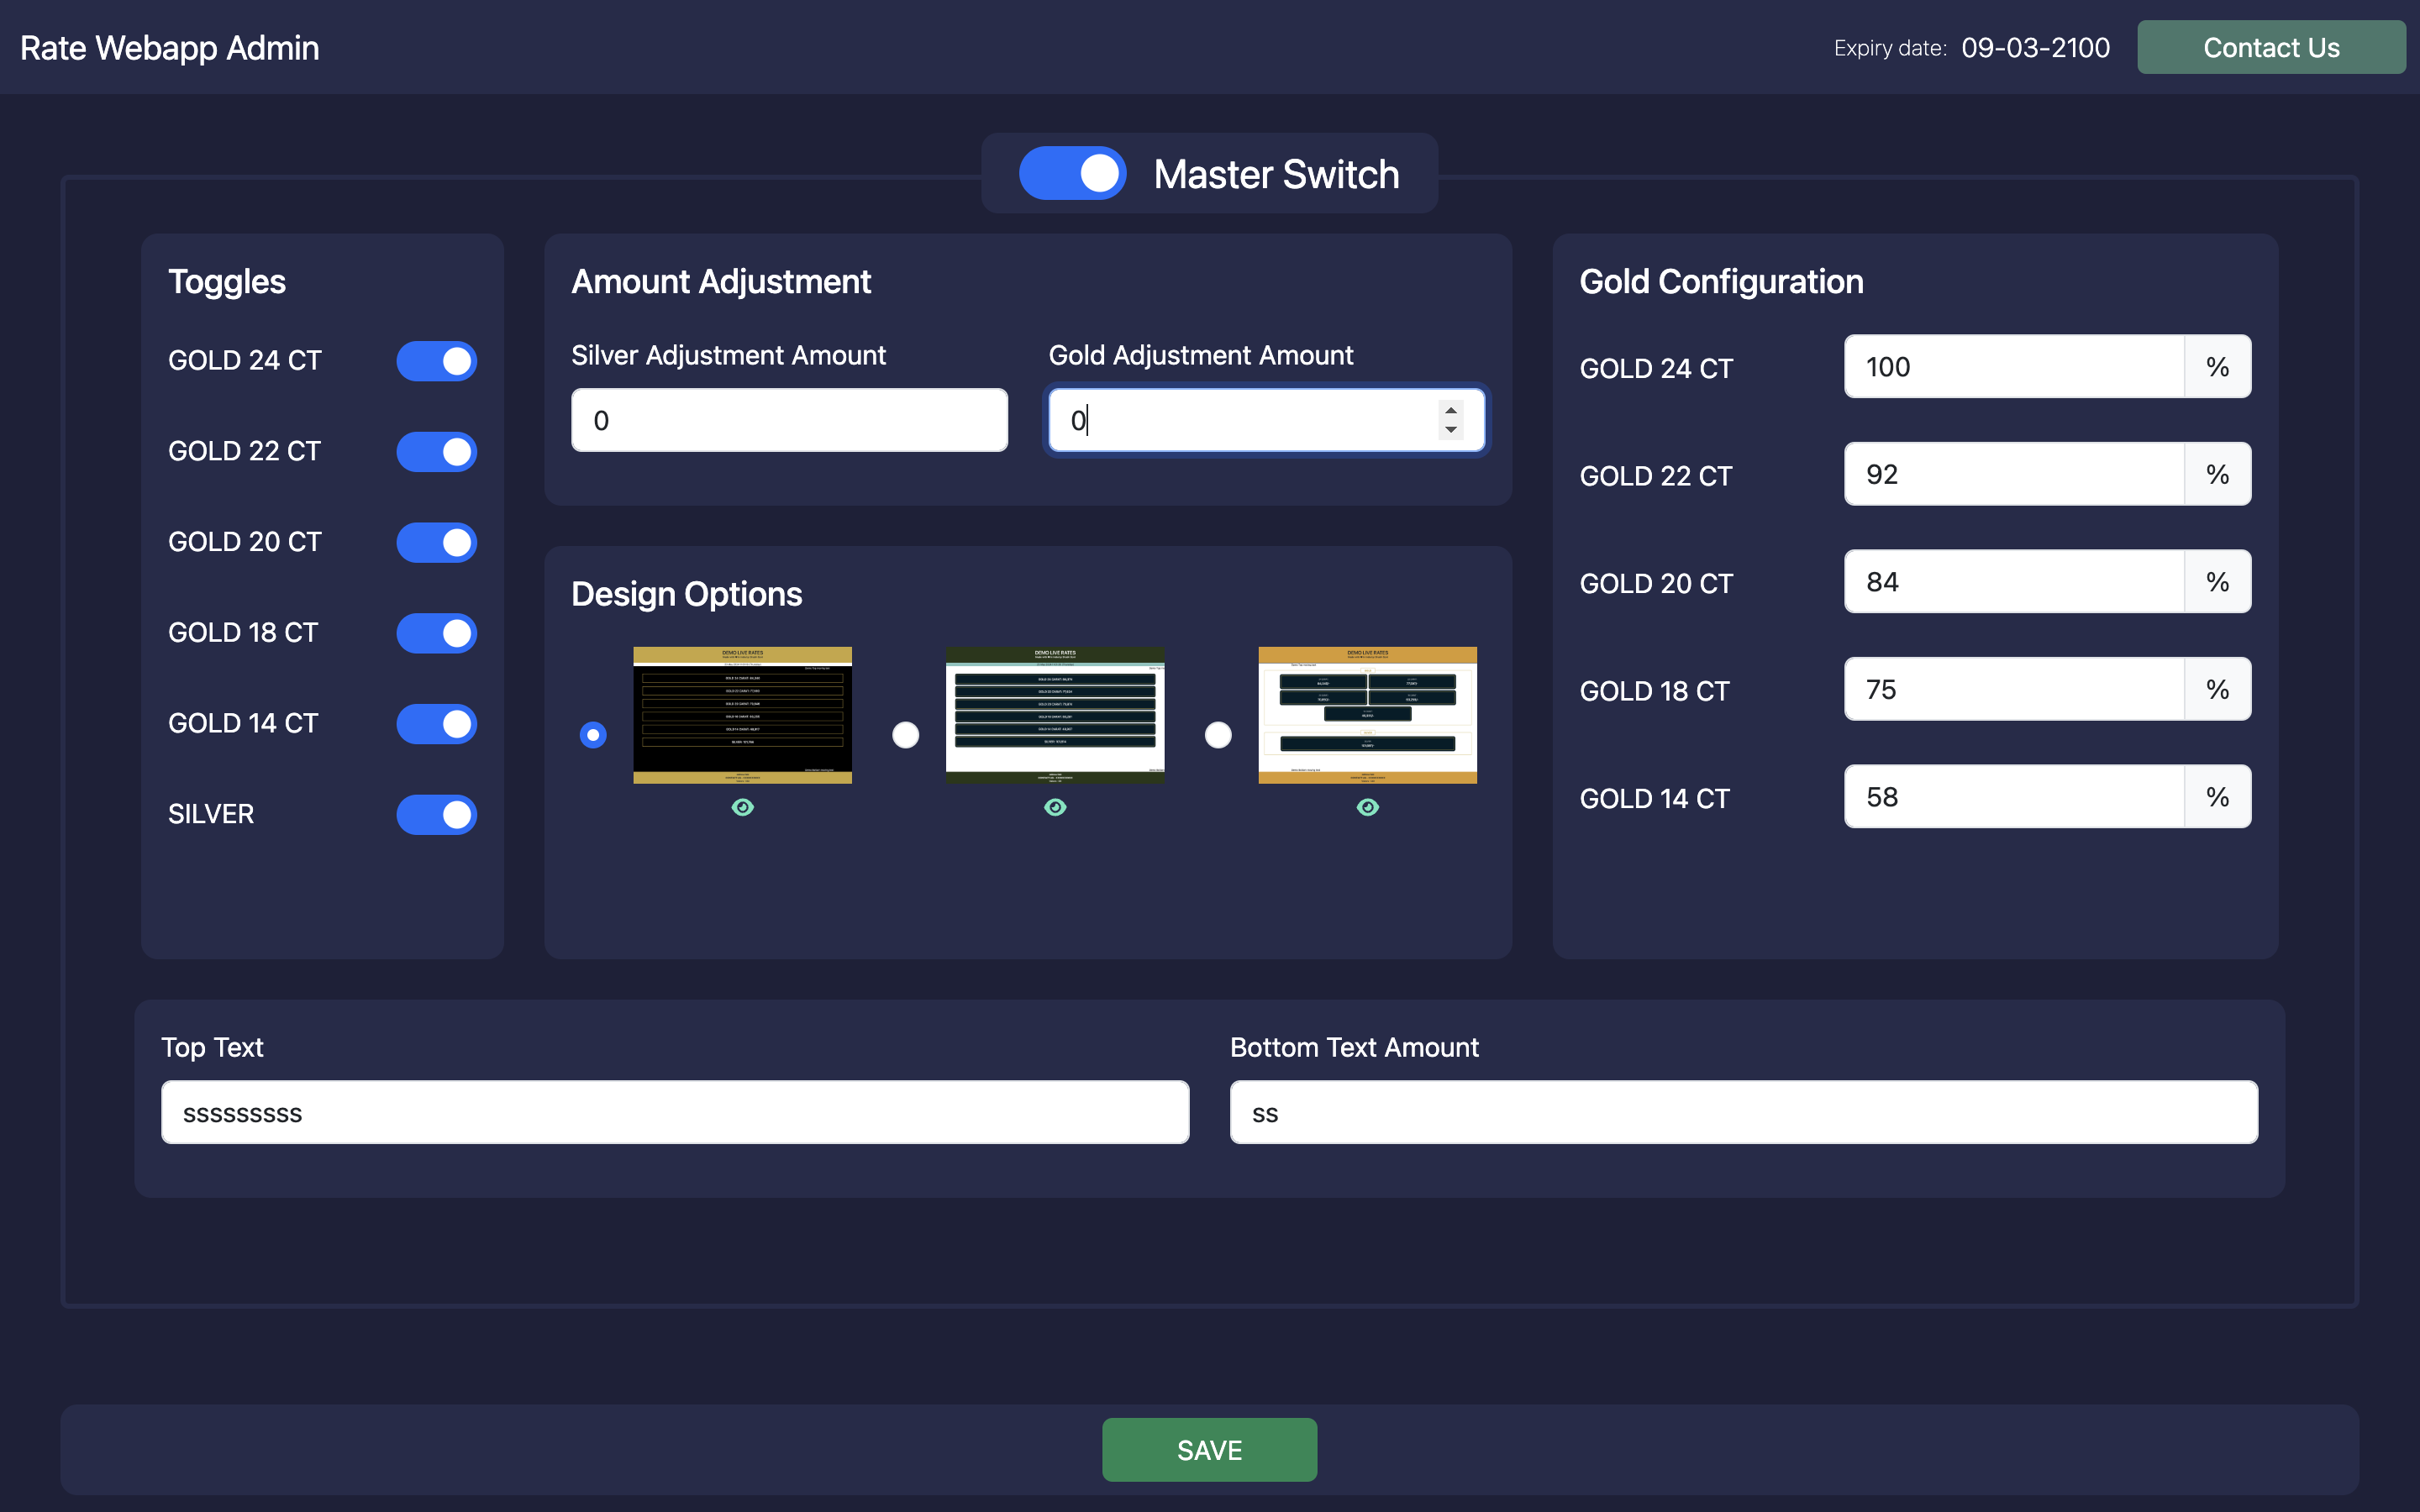 Rate Webapp Admin
Expiry date: 09-03-2100
Contact Us
Master Switch
Toggles
GOLD 24 CT
GOLD 22 CT
GOLD 20 CT
GOLD 18 CT
GOLD 14 CT
SILVER
Amount Adjustment
Silver Adjustment Amount
Gold Adjustment Amount
0
0
Design Options
DEMO LIVE RATES
DEMO LIVE RATES
DEMO LIVE RATES
Gold Configuration
GOLD 24 CT
100 %
GOLD 22 CT
92 %
GOLD 20 CT
84 %
GOLD 18 CT
75 %
GOLD 14 CT
58 %
Top Text
sssssssss
Bottom Text Amount
ss
SAVE